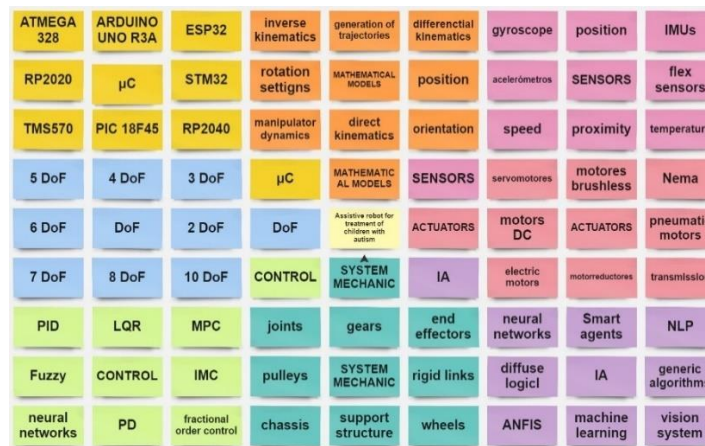 ATMEGA 328
ARDUINO UNO R3A
ESP32
inverse kinematics
generation of trajectories
differenctial kinematics
gyroscope
position
IMUs
RP2020
µC
STM32
rotation settigns
MATHEMATICAL MODELS
position
acelerómetros
SENSORS
flex sensors
TMS570
PIC 18F45
RP2040
manipulator dynamics
direct kinematics
orientation
speed
proximity
temperature
5 DoF
4 DoF
3 DoF
µC
MATHEMATIC AL MODELS
SENSORS
servomotores
motores brushless
Nema
6 DoF
DoF
2 DoF
DoF
Assistive robot for treatment of children with autism
ACTUATORS
motors DC
ACTUATORS
pneumatic motors
7 DoF
8 DoF
10 DoF
CONTROL
SYSTEM MECHANIC
IA
electric motors
motorreductores
transmission
PID
LQR
MPC
joints
gears
end effectors
neural networks
Smart agents
NLP
Fuzzy
CONTROL
IMC
pulleys
SYSTEM MECHANIC
rigid links
diffuse logicl
IA
generic algorithms
neural networks
PD
fractional order control
chassis
support structure
wheels
ANFIS
machine learning
vision system